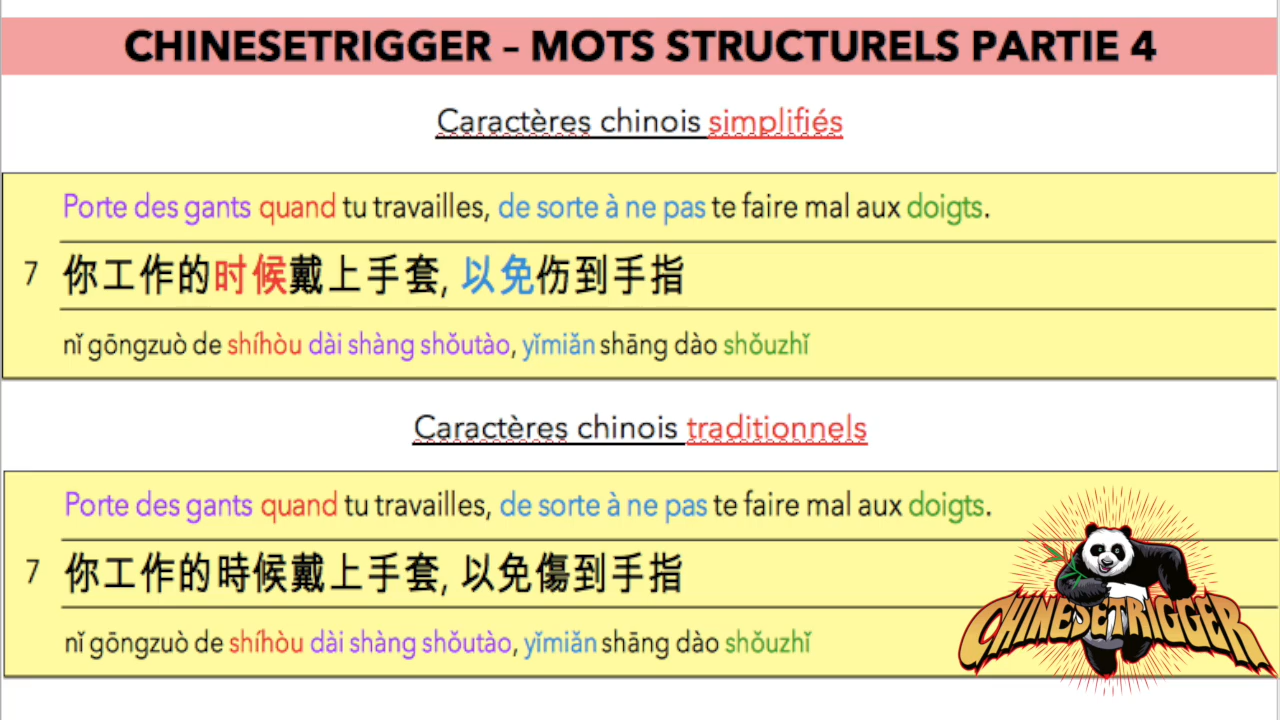 CHINESETRIGGER – MOTS STRUCTURELS PARTIE 4
Caractères chinois simplifiés
Porte des gants quand tu travailles, de sorte à ne pas te faire mal aux doigts.
7 你工作的时候戴上手套, 以免伤到手指
nǐ gōngzuò de shíhòu dài shàng shǒutào, yǐmiǎn shāng dào shǒuzhǐ
Caractères chinois traditionnels
Porte des gants quand tu travailles, de sorte à ne pas te faire mal aux doigts.
7 你工作的時候戴上手套, 以免傷到手指
nǐ gōngzuò de shíhòu dài shàng shǒutào, yǐmiǎn shāng dào shǒuzhǐ
CHINESETRIGGER